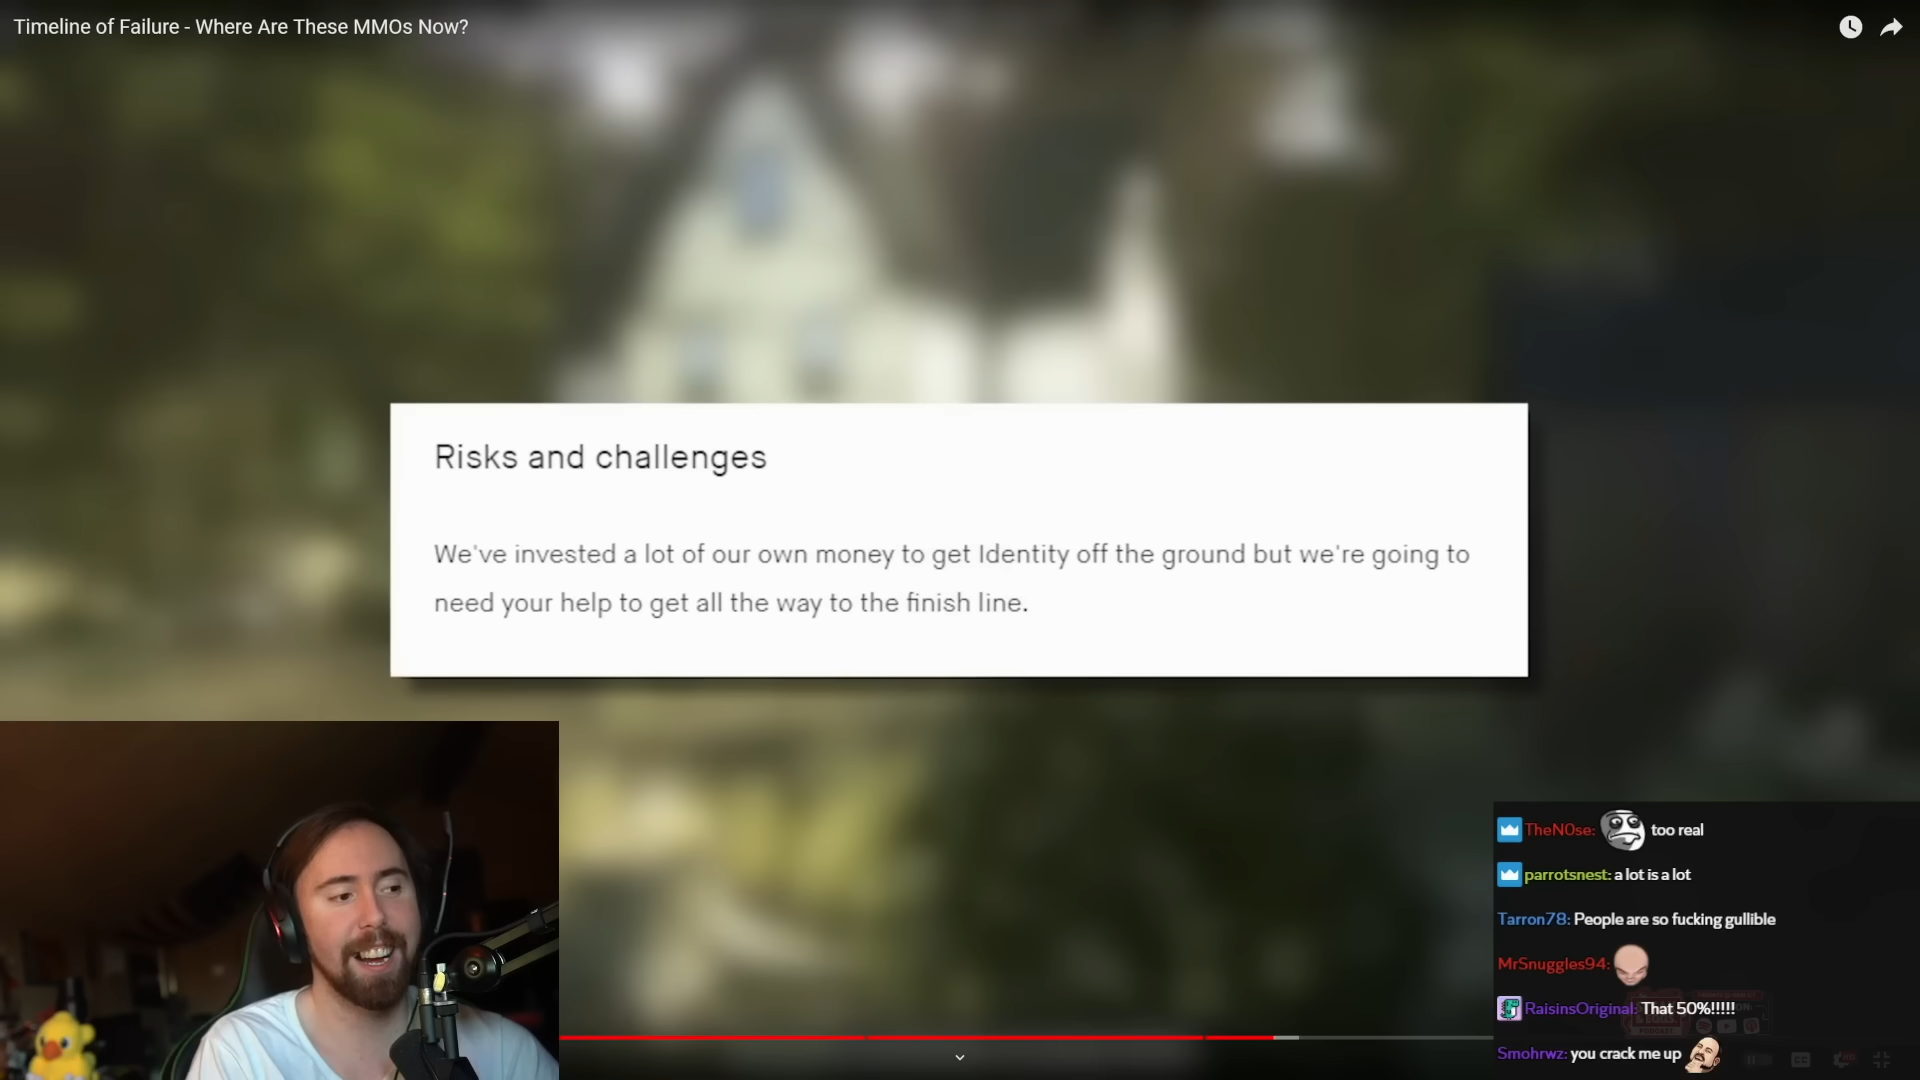 Timeline of Failure - Where Are These MMOs Now?
Risks and challenges
We've invested a lot of our own money to get Identity off the ground but we're going to
need your help to get all the way to the finish line.
TheN0se: too real
parrotsnest: a lot is a lot
Tarron78: People are so fucking gullible
MrSnuggles94:
RaisinsOriginal: That 50%!!!!!
Smohrwz: you crack me up